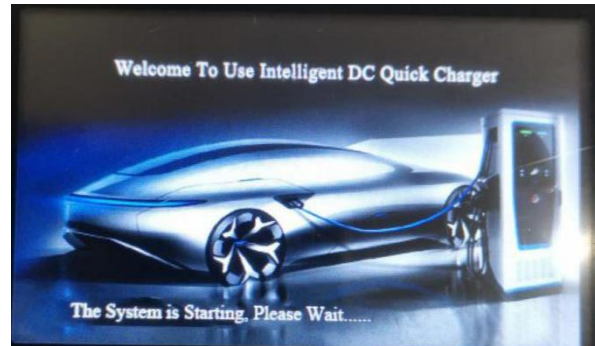 Welcome To Use Intelligent DC Quick Charger
The System is Starting, Please Wait......